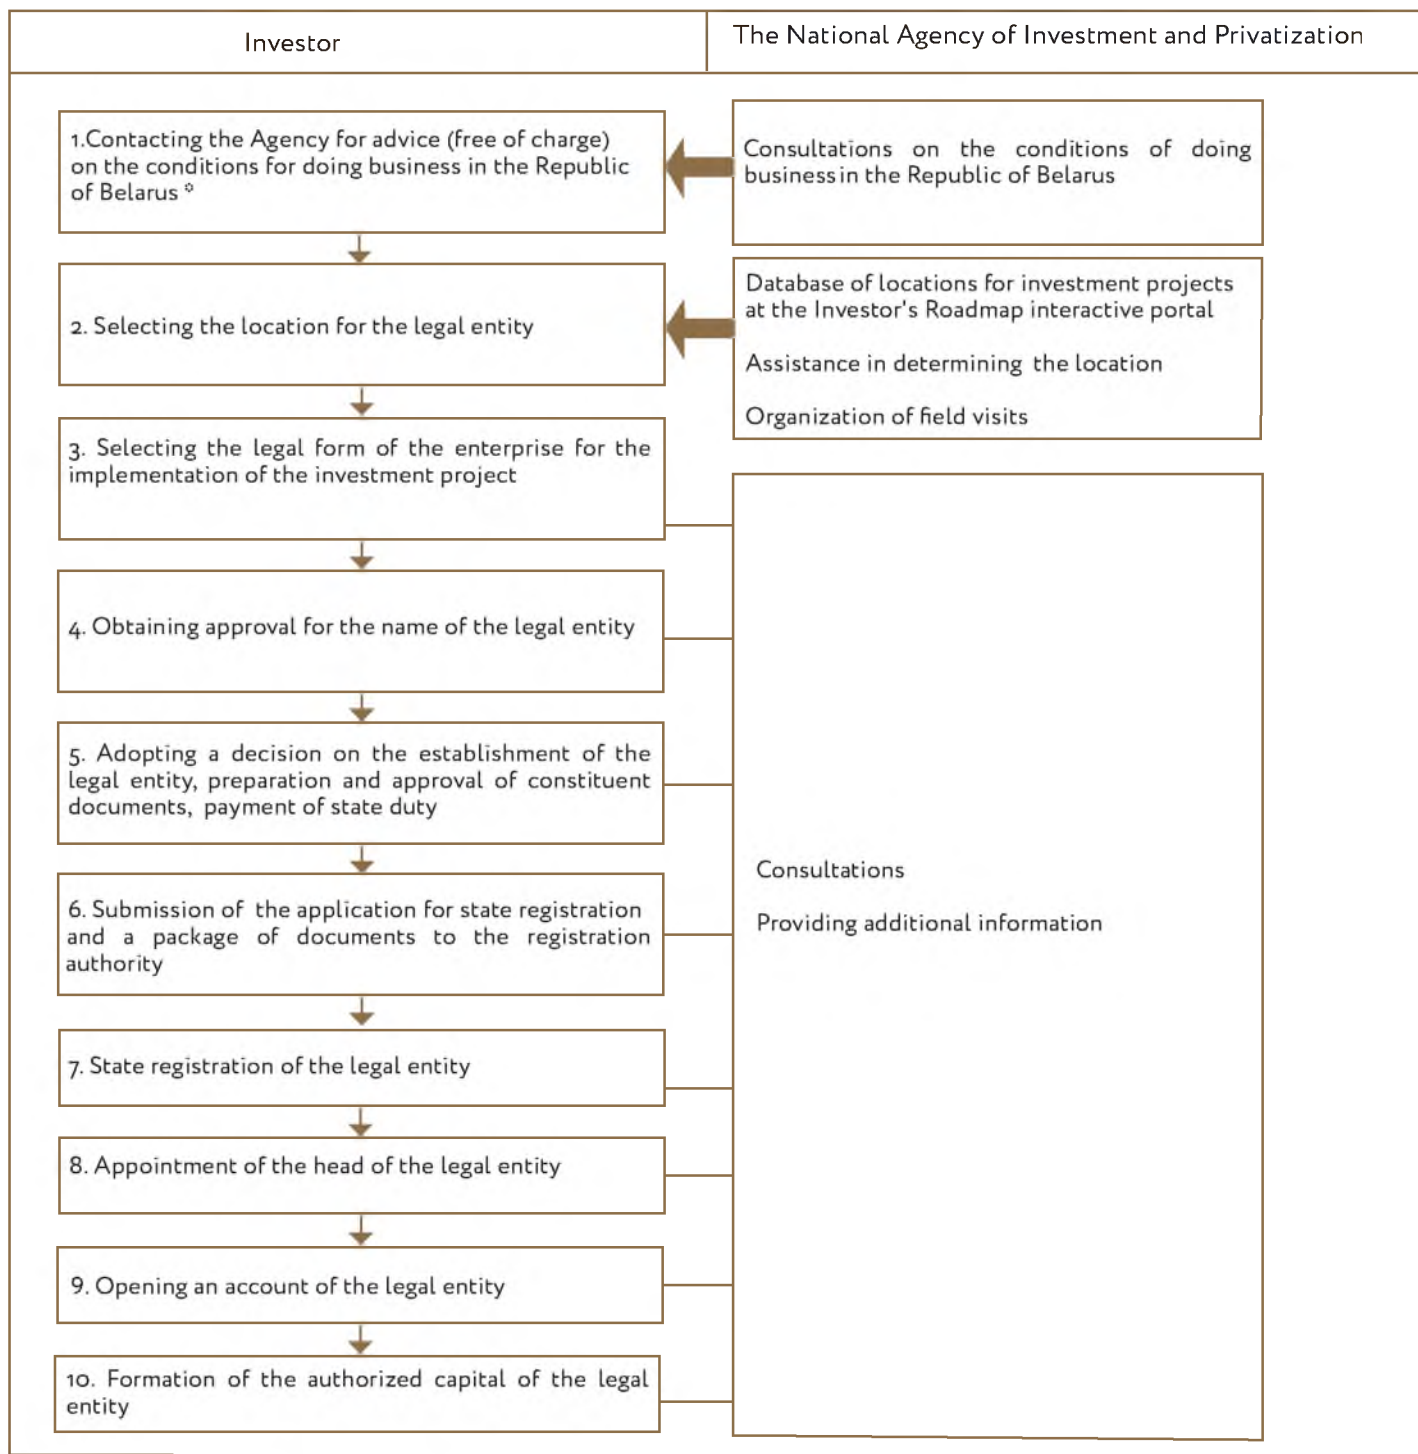 Investor
The National Agency of Investment and Privatization
1.Contacting the Agency for advice (free of charge)
on the conditions for doing business in the Republic
of Belarus *
Consultations on the conditions of doing
business in the Republic of Belarus
2. Selecting the location for the legal entity
Database of locations for investment projects
at the Investor's Roadmap interactive portal
Assistance in determining the location
Organization of field visits
3. Selecting the legal form of the enterprise for the
implementation of the investment project
4. Obtaining approval for the name of the legal entity
5. Adopting a decision on the establishment of the
legal entity, preparation and approval of constituent
documents, payment of state duty
6. Submission of the application for state registration
and a package of documents to the registration
authority
7. State registration of the legal entity
8. Appointment of the head of the legal entity
9. Opening an account of the legal entity
10. Formation of the authorized capital of the legal
entity
Consultations
Providing additional information